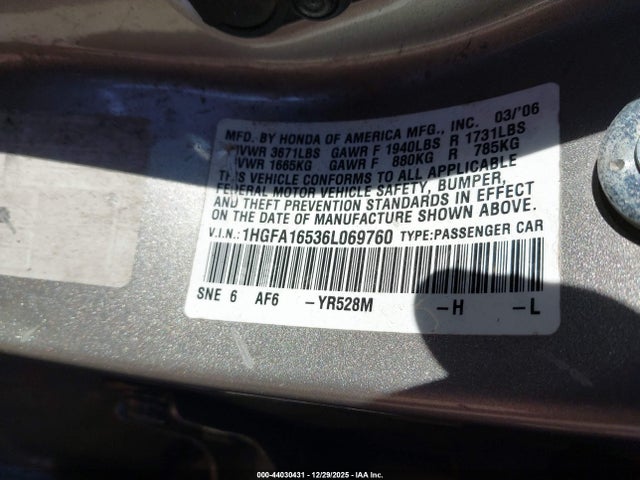 MFD. BY HONDA OF AMERICA MFG., INC. 03/'06
GVWR 3671LBS GAWR F 1940LBS R 1731LBS
GVWR 1665KG GAWR F 880KG R 785KG
THIS VEHICLE CONFORMS TO ALL APPLICABLE
FEDERAL MOTOR VEHICLE SAFETY, BUMPER,
AND THEFT PREVENTION STANDARDS IN EFFECT
ON THE DATE OF MANUFACTURE SHOWN ABOVE.
V.I.N.: 1HGFA16536L069760 TYPE:PASSENGER CAR
SNE 6 AF6 –YR528M –H –L
000-44030431 - 12/29/2025 - IAA Inc.